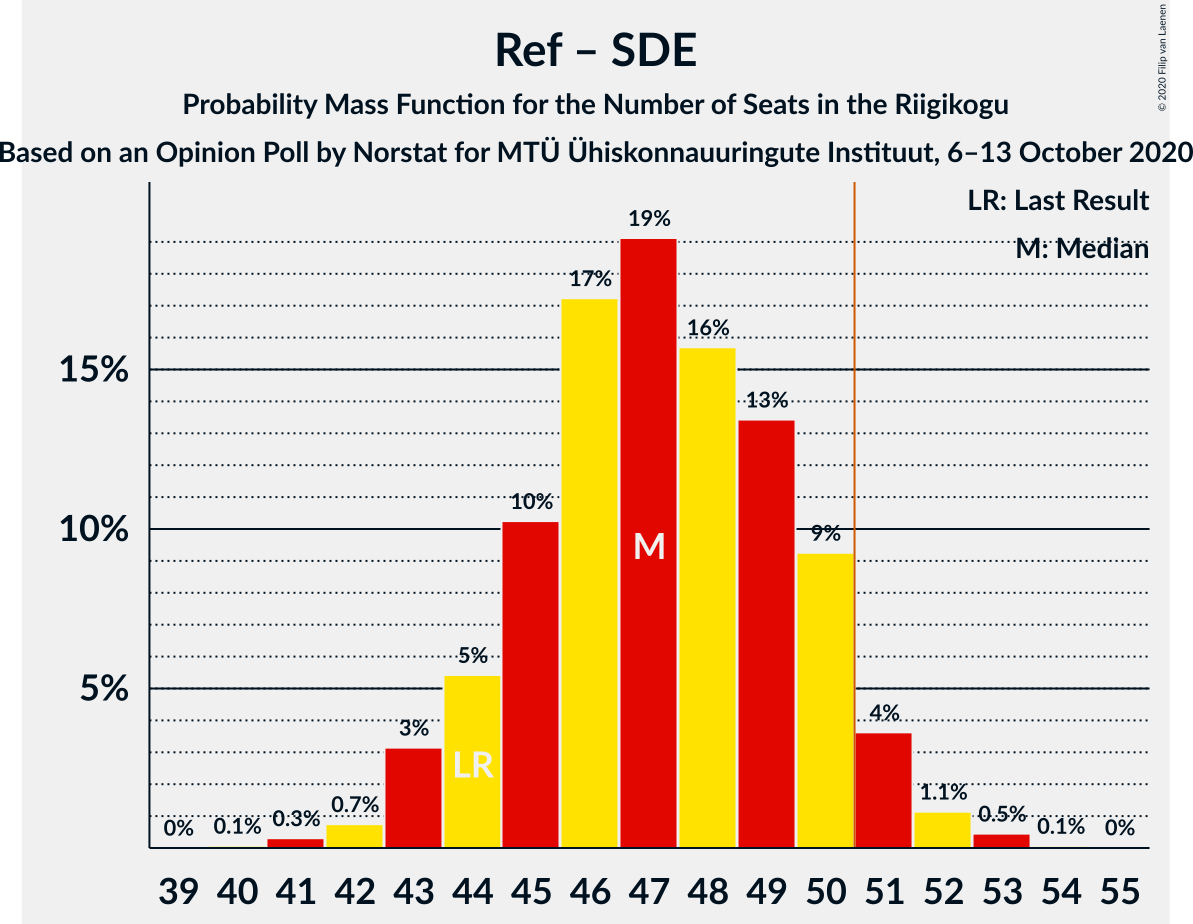 Ref – SDE
Probability Mass Function for the Number of Seats in the Riigikogu
Based on an Opinion Poll by Norstat for MTÜ Ühiskonnauuringute Instituut, 6–13 October 2020
© 2020 Filip van Laenen
LR: Last Result
M: Median
15%
10%
5%
0%
0.1%
0.3%
0.7%
3%
5%
10%
17%
19%
16%
13%
9%
4%
1.1%
0.5%
0.1%
0%
LR
M
39 40 41 42 43 44 45 46 47 48 49 50 51 52 53 54 55